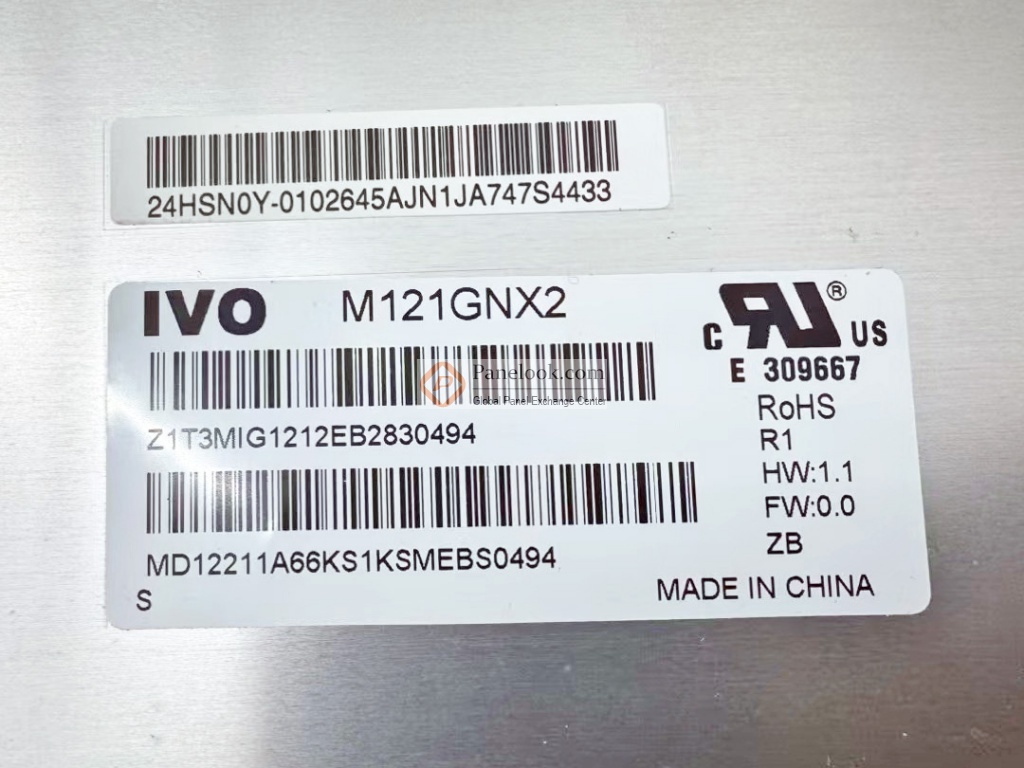 24HSN0Y-0102645AJN1JA747S4433
IVO M121GNX2
C RU® US
E 309667
Panelook.com
Global Panel Exchange Center
Z1T3MIG1212EB2830494
RoHS
R1
HW:1.1
FW:0.0
MD12211A66KS1KSMEBS0494
ZB
S
MADE IN CHINA